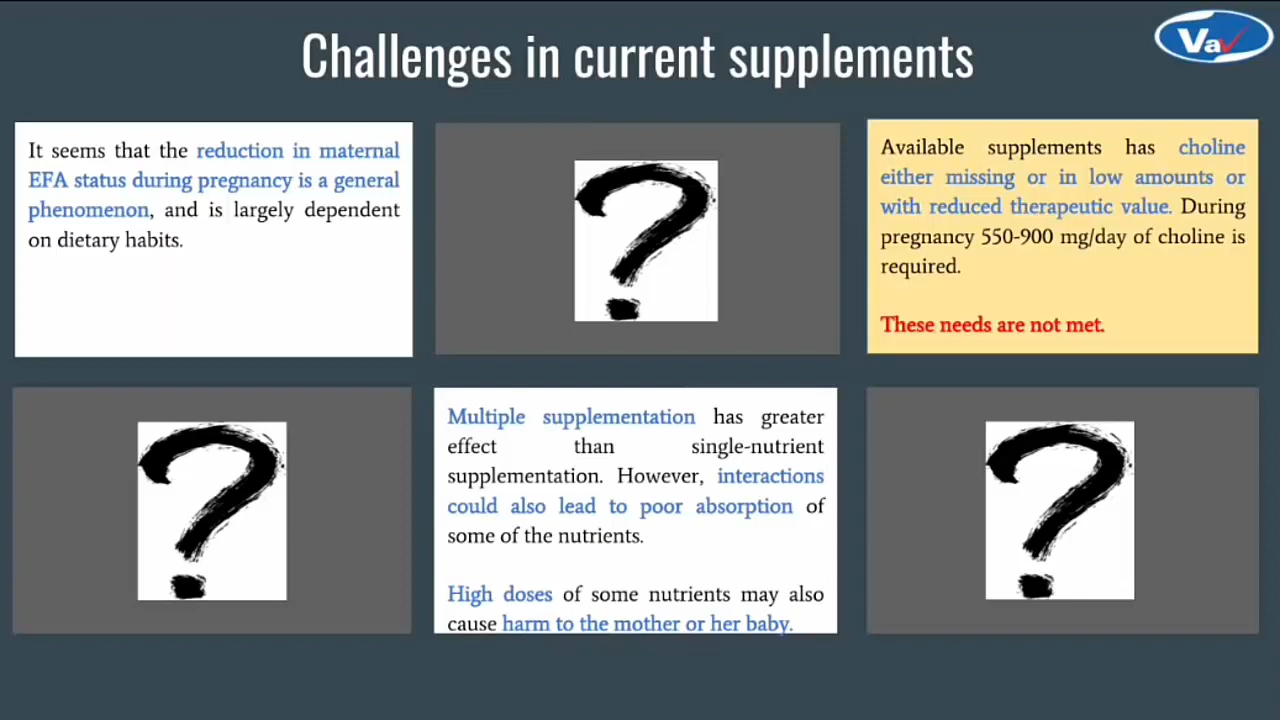 Challenges in current supplements
Vav
It seems that the reduction in maternal
EFA status during pregnancy is a general
phenomenon, and is largely dependent
on dietary habits.
?
Available supplements has choline
either missing or in low amounts or
with reduced therapeutic value. During
pregnancy 550-900 mg/day of choline is
required.
These needs are not met.
?
Multiple supplementation has greater
effect than single-nutrient
supplementation. However, interactions
could also lead to poor absorption of
some of the nutrients.
High doses of some nutrients may also
cause harm to the mother or her baby.
?